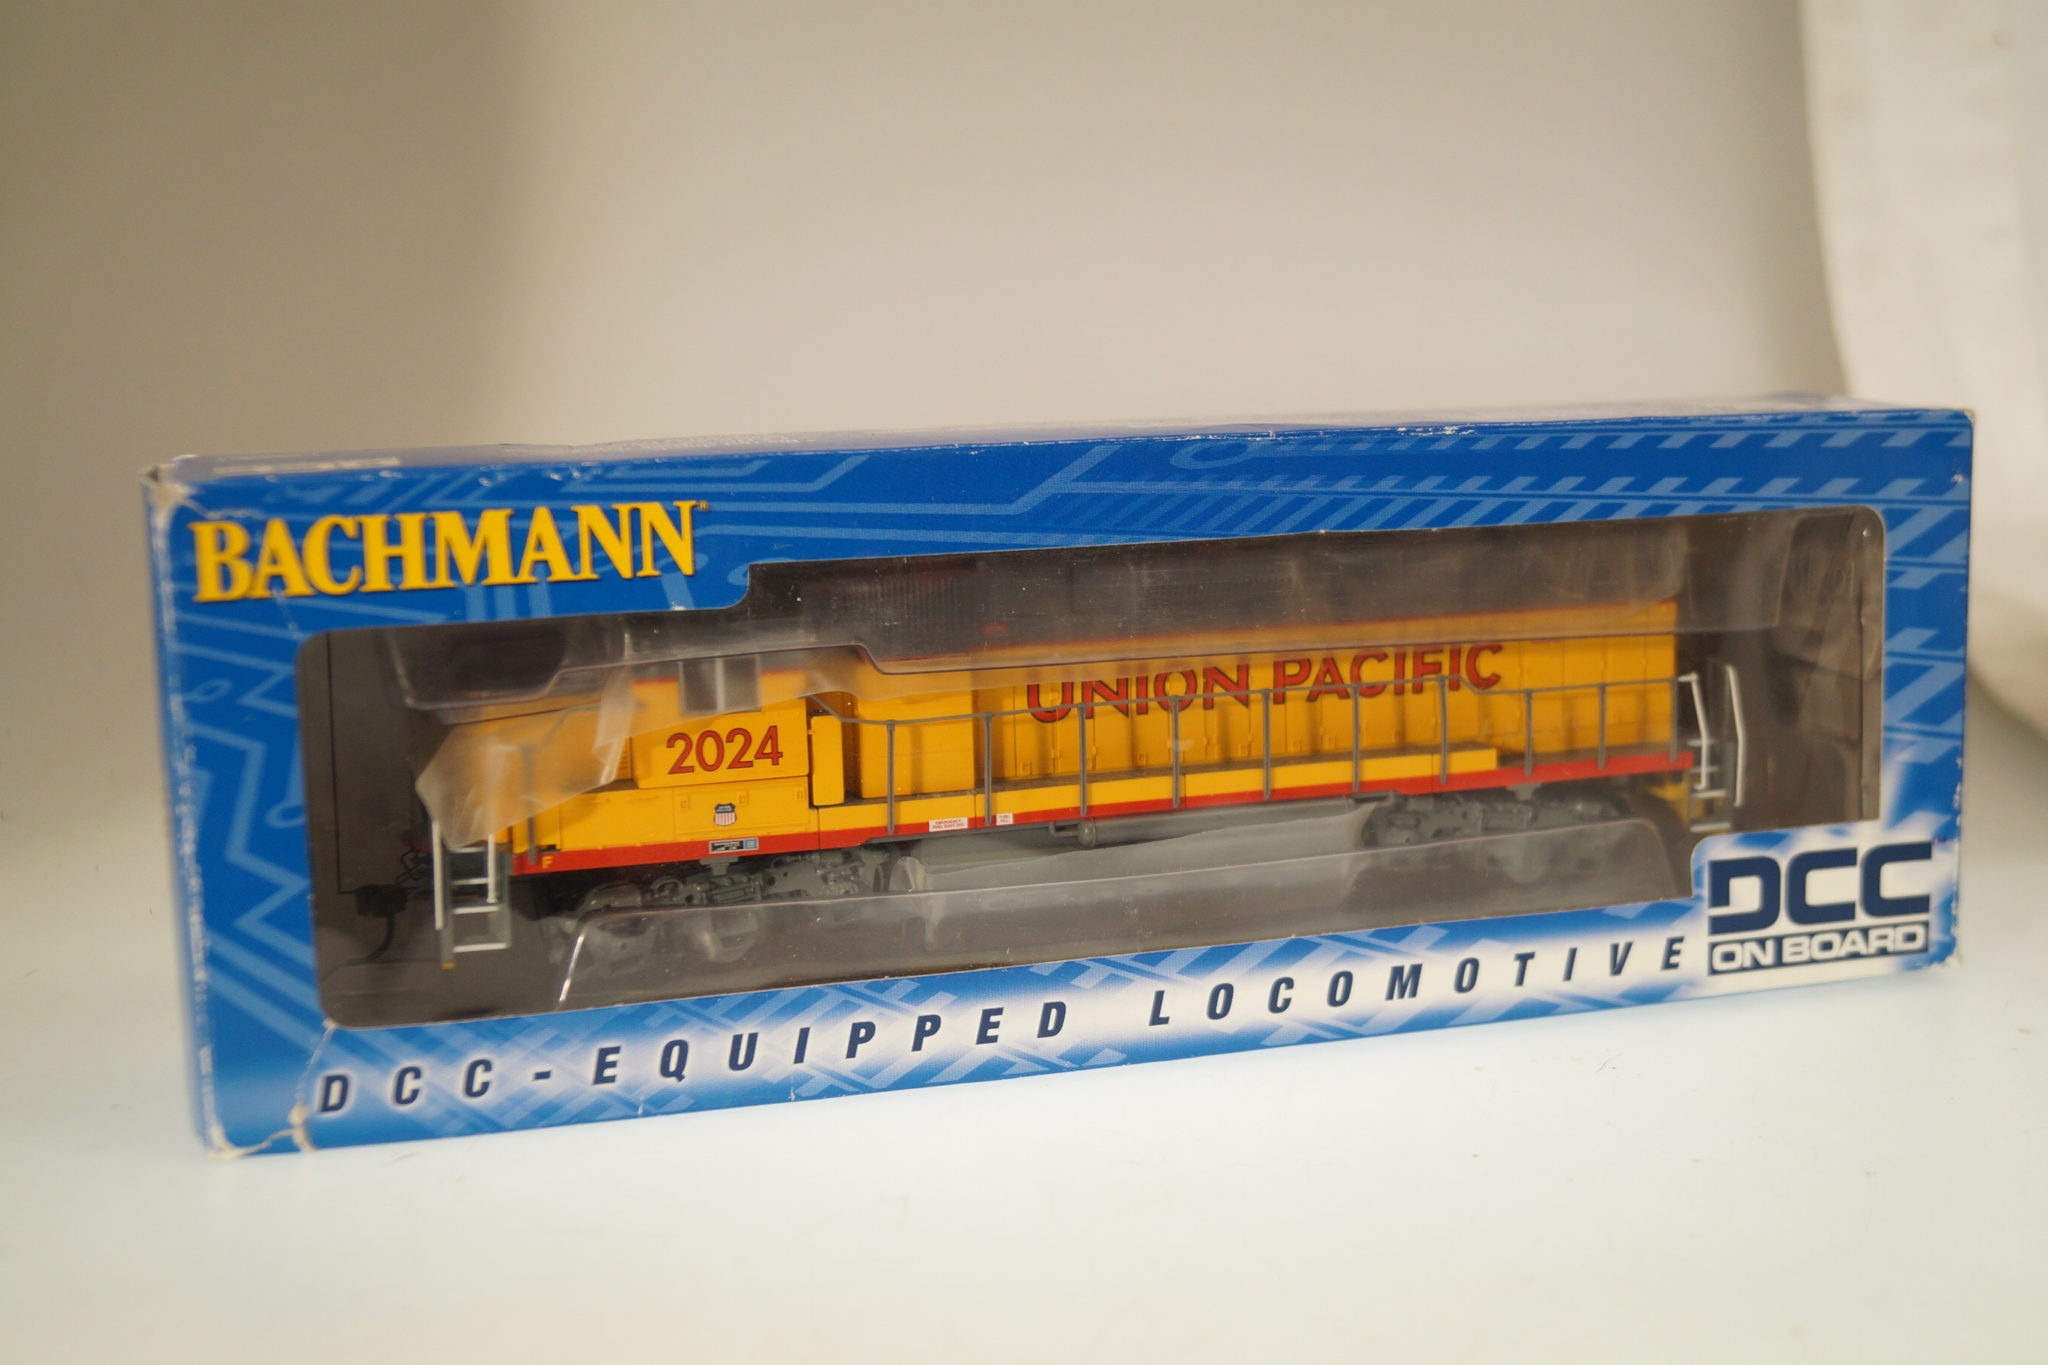 BACHMANN®
UNION PACIFIC
2024
F
DCC
ON BOARD
DCC-EQUIPPED LOCOMOTIVE